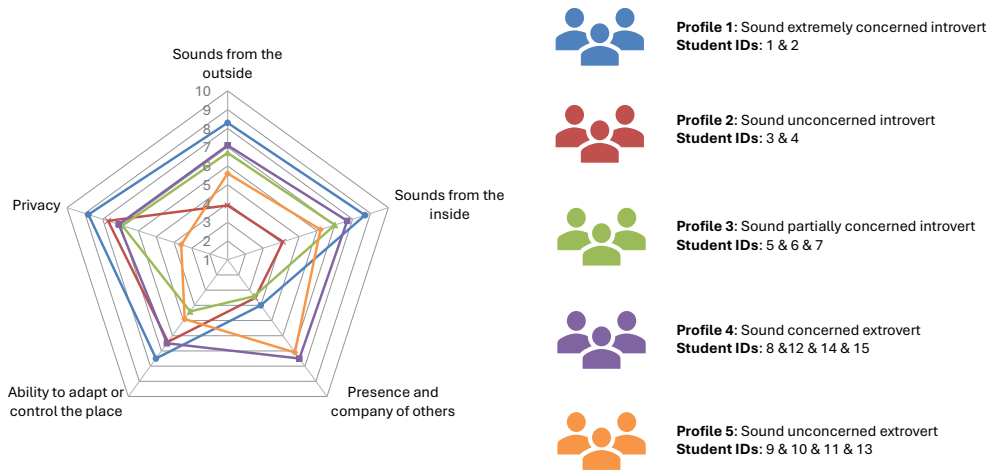 Sounds from the
outside
10
9
8
7
6
5
4
3
2
1
Sounds from the
inside
Presence and
company of others
Ability to adapt or
control the place
Privacy
Profile 1: Sound extremely concerned introvert
Student IDs: 1 & 2
Profile 2: Sound unconcerned introvert
Student IDs: 3 & 4
Profile 3: Sound partially concerned introvert
Student IDs: 5 & 6 & 7
Profile 4: Sound concerned extrovert
Student IDs: 8 &12 & 14 & 15
Profile 5: Sound unconcerned extrovert
Student IDs: 9 & 10 & 11 & 13